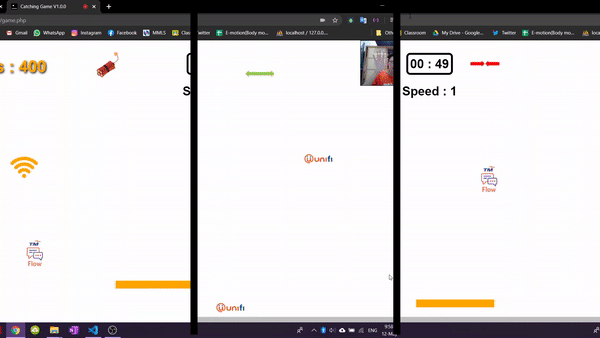 Catching Game V1.0.0
/game.php
Gmail
WhatsApp
Instagram
Facebook
MMLS
Class
Twitter
E-motion(Body mo...
localhost / 127.0.0...
Classroom
My Drive - Google...
Twitter
E-motion(Body mo...
s : 400
00 : 49
S
Speed : 1
unifi
TM
Flow
TM
Flow
unifi
ENG
9:58